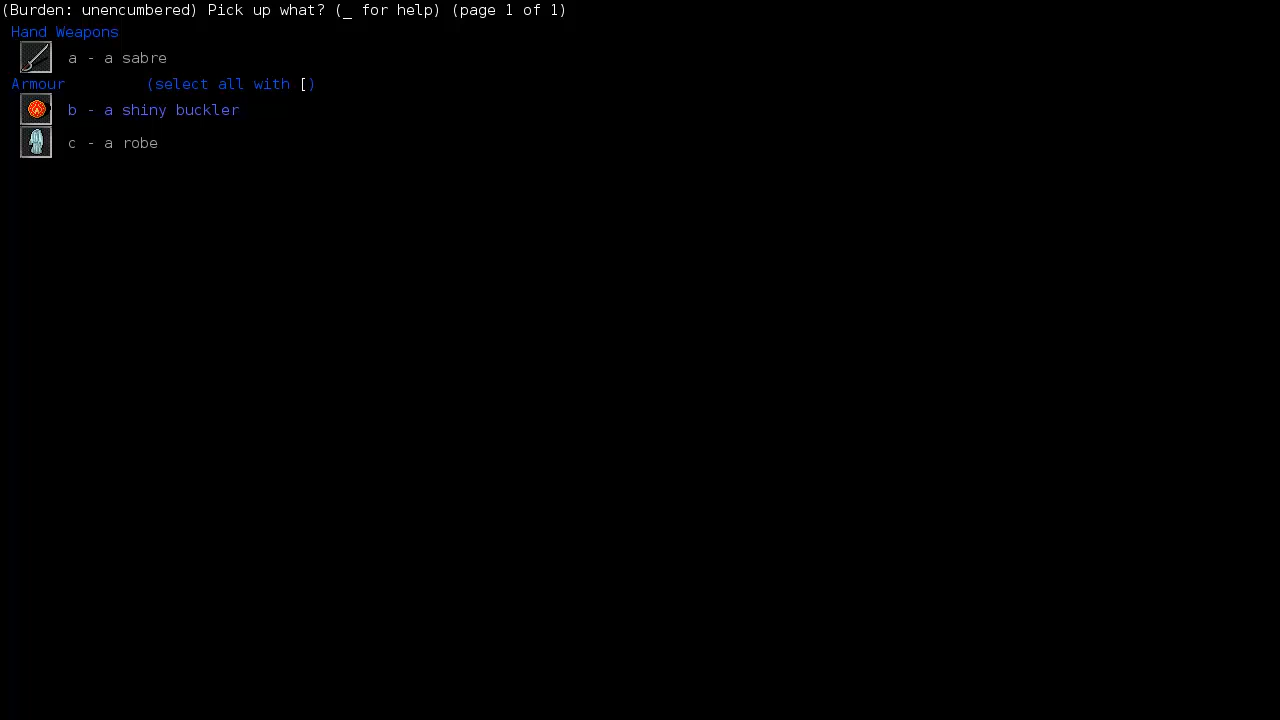 (Burden: unencumbered) Pick up what? (_ for help) (page 1 of 1)
Hand Weapons
a - a sabre
Armour (select all with [)
b - a shiny buckler
c - a robe